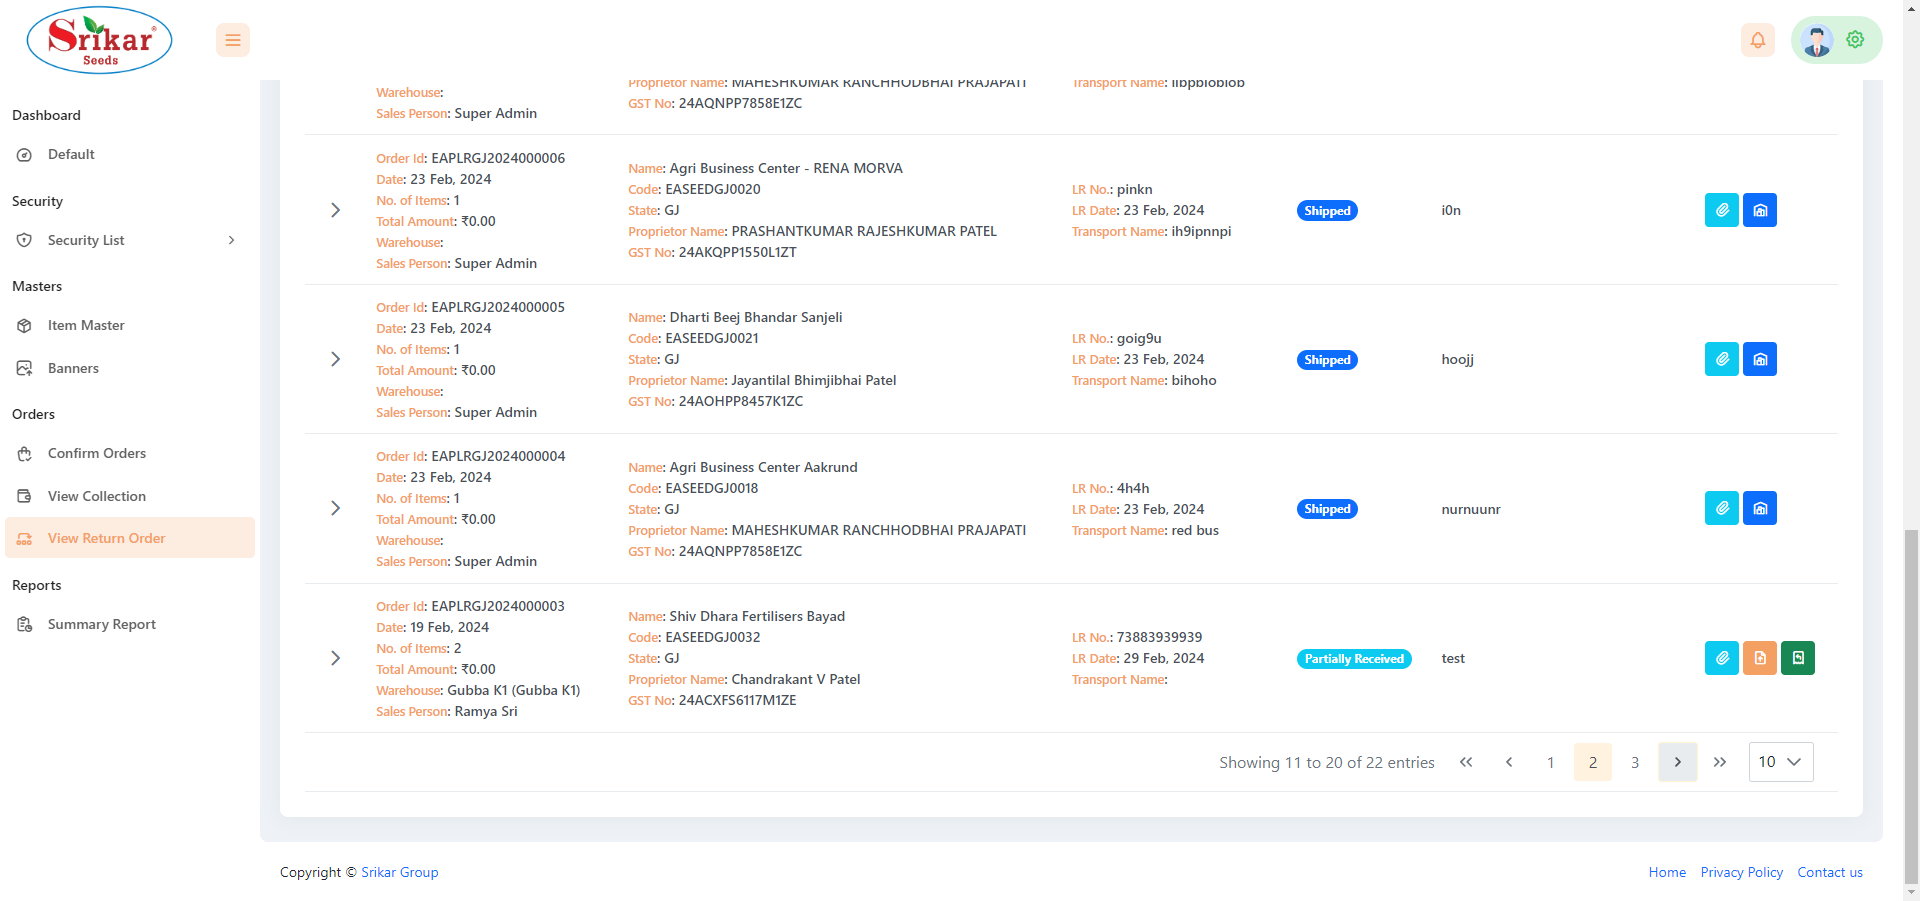 Srikar
Seeds
Dashboard
Default
Security
Security List
Masters
Item Master
Banners
Orders
Confirm Orders
View Collection
View Return Order
Reports
Summary Report
Warehouse:
Sales Person: Super Admin
Proprietor Name: MAHESHKUMAR RANCHHODBHAI PRAJAPATI
GST No: 24AQNPP7858E1ZC
Transport Name: iibpbiobiob
Order Id: EAPLRGJ2024000006
Date: 23 Feb, 2024
No. of Items: 1
Total Amount: ₹0.00
Warehouse:
Sales Person: Super Admin
Name: Agri Business Center - RENA MORVA
Code: EASEEDGJ0020
State: GJ
Proprietor Name: PRASHANTKUMAR RAJESHKUMAR PATEL
GST No: 24AKQPP1550L1ZT
LR No.: pinkn
LR Date: 23 Feb, 2024
Transport Name: ih9ipnnpi
Shipped
i0n
Order Id: EAPLRGJ2024000005
Date: 23 Feb, 2024
No. of Items: 1
Total Amount: ₹0.00
Warehouse:
Sales Person: Super Admin
Name: Dharti Beej Bhandar Sanjeli
Code: EASEEDGJ0021
State: GJ
Proprietor Name: Jayantilal Bhimjibhai Patel
GST No: 24AOHPP8457K1ZC
LR No.: goig9u
LR Date: 23 Feb, 2024
Transport Name: bihoho
Shipped
hoojj
Order Id: EAPLRGJ2024000004
Date: 23 Feb, 2024
No. of Items: 1
Total Amount: ₹0.00
Warehouse:
Sales Person: Super Admin
Name: Agri Business Center Aakrund
Code: EASEEDGJ0018
State: GJ
Proprietor Name: MAHESHKUMAR RANCHHODBHAI PRAJAPATI
GST No: 24AQNPP7858E1ZC
LR No.: 4h4h
LR Date: 23 Feb, 2024
Transport Name: red bus
Shipped
nurnuunr
Order Id: EAPLRGJ2024000003
Date: 19 Feb, 2024
No. of Items: 2
Total Amount: ₹0.00
Warehouse: Gubba K1 (Gubba K1)
Sales Person: Ramya Sri
Name: Shiv Dhara Fertilisers Bayad
Code: EASEEDGJ0032
State: GJ
Proprietor Name: Chandrakant V Patel
GST No: 24ACXFS6117M1ZE
LR No.: 73883939939
LR Date: 29 Feb, 2024
Transport Name:
Partially Received
test
Showing 11 to 20 of 22 entries
1 2 3
10
Copyright © Srikar Group
Home Privacy Policy Contact us